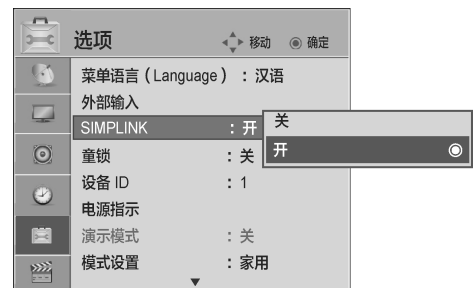 选项 移动 确定
菜单语言 ( Language ) : 汉语
外部输入
SIMPLINK : 开
关
开
童锁 : 关
设备 ID : 1
电源指示
演示模式 : 关
模式设置 : 家用